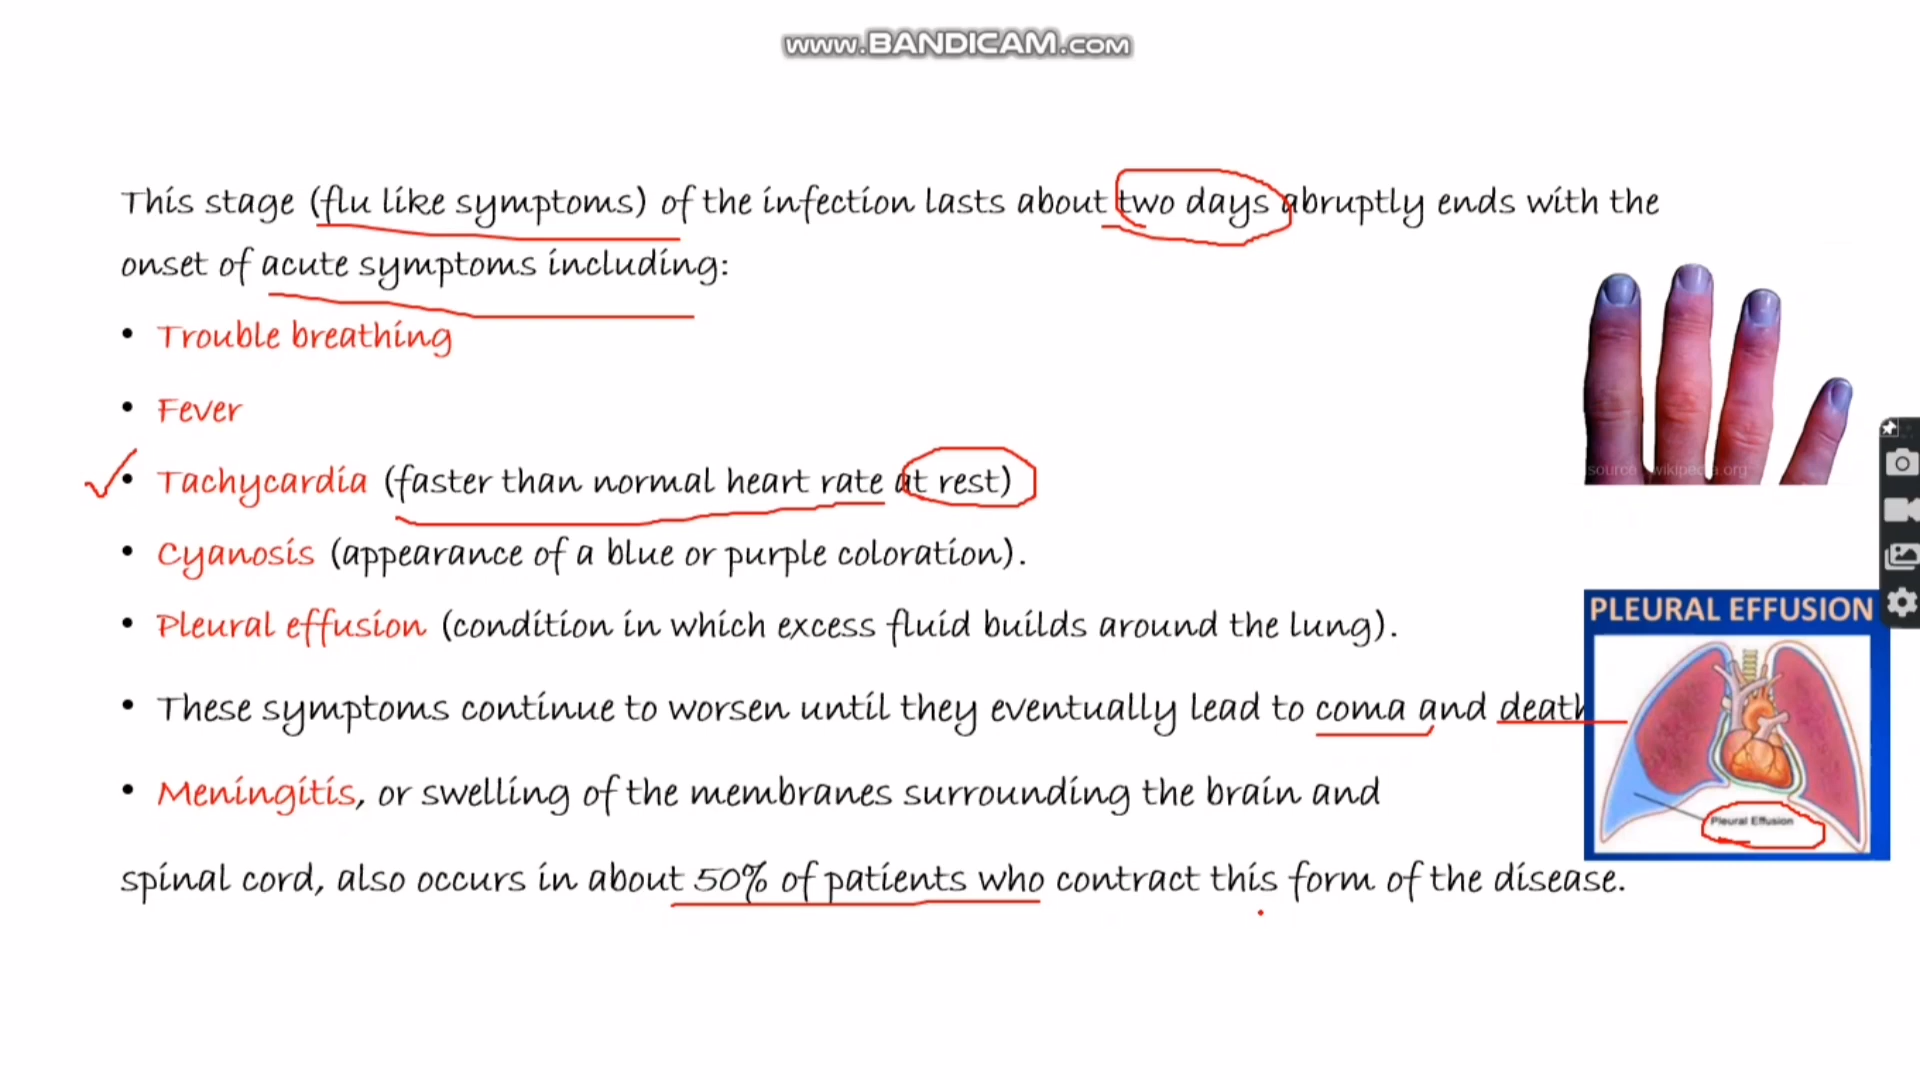 www.BANDICAM.com
This stage (flu like symptoms) of the infection lasts about two days abruptly ends with the
onset of acute symptoms including:
• Trouble breathing
• Fever
• Tachycardia (faster than normal heart rate at rest)
• Cyanosis (appearance of a blue or purple coloration).
source wikipedia org
• Pleural effusion (condition in which excess fluid builds around the lung).
PLEURAL EFFUSION
• These symptoms continue to worsen until they eventually lead to coma and death
• Meningitis, or swelling of the membranes surrounding the brain and
Pleural Effusion
spinal cord, also occurs in about 50% of patients who contract this form of the disease.